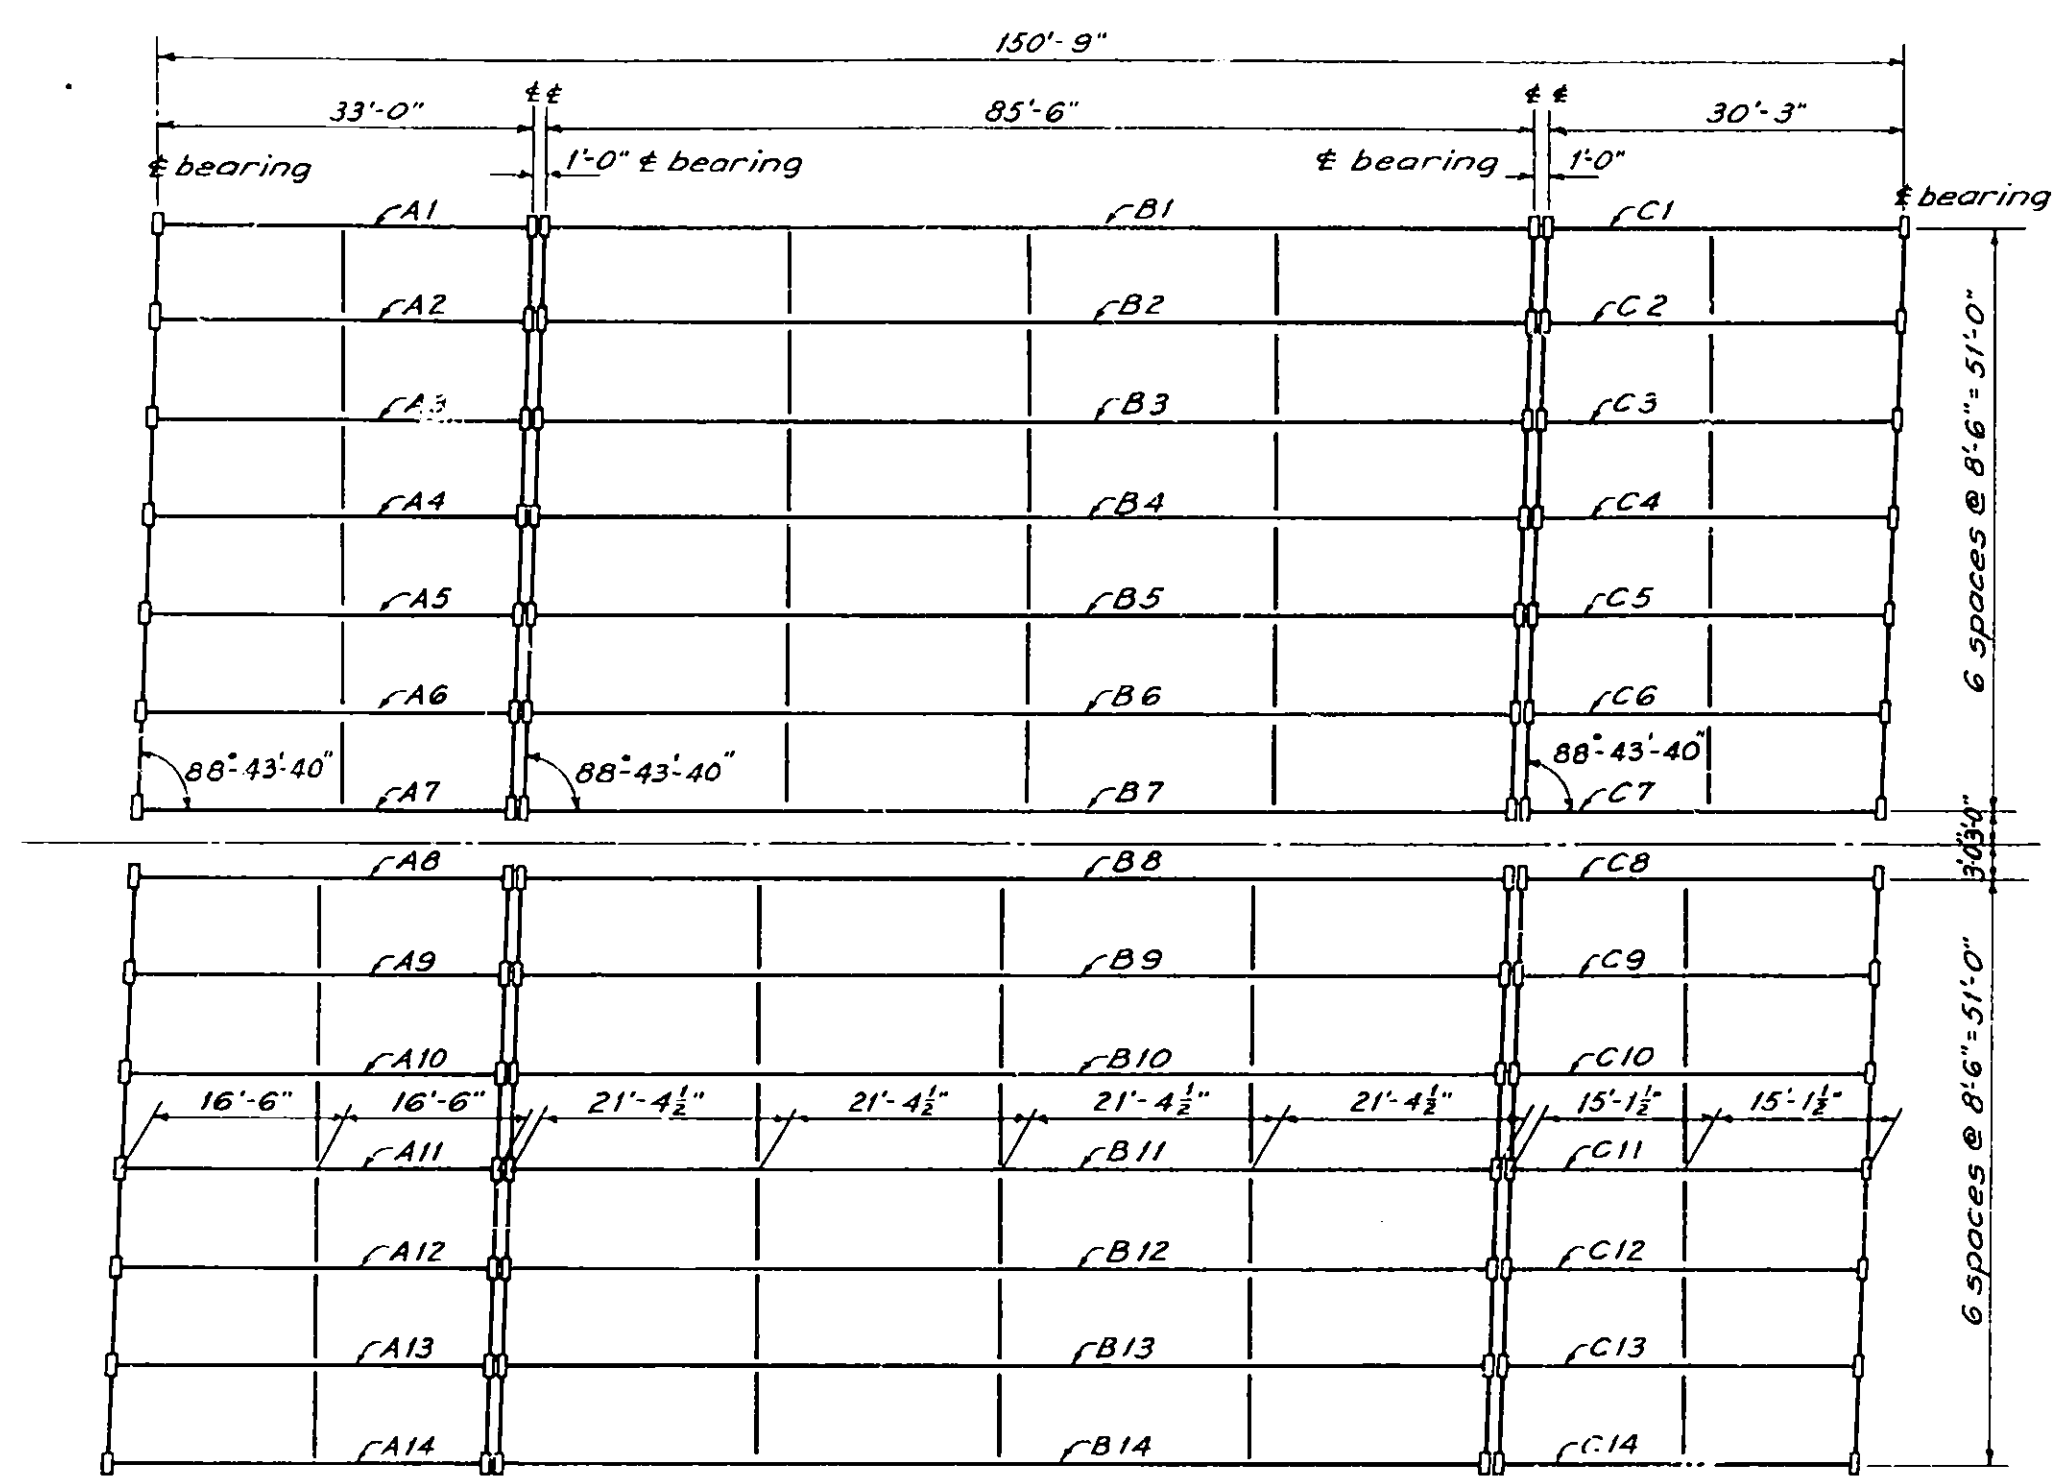 150'-9"
℄ ℄
℄ ℄
33'-0"
85'-6"
30'-3"
℄ bearing
1'-0" ℄ bearing
℄ bearing
1'-0"
℄ bearing
A1
B1
C1
A2
B2
C2
A3
B3
C3
A4
B4
C4
A5
B5
C5
A6
B6
C6
6 spaces @ 8'-6" = 51'-0"
88°-43'-40"
88°-43'-40"
88°-43'-40"
A7
B7
C7
3'-0"
3'-0"
A8
B8
C8
A9
B9
C9
A10
B10
C10
16'-6"
16'-6"
21'-4½"
21'-4½"
21'-4½"
21'-4½"
15'-1½"
15'-1½"
A11
B11
C11
6 spaces @ 8'-6" = 51'-0"
A12
B12
C12
A13
B13
C13
A14
B14
C14